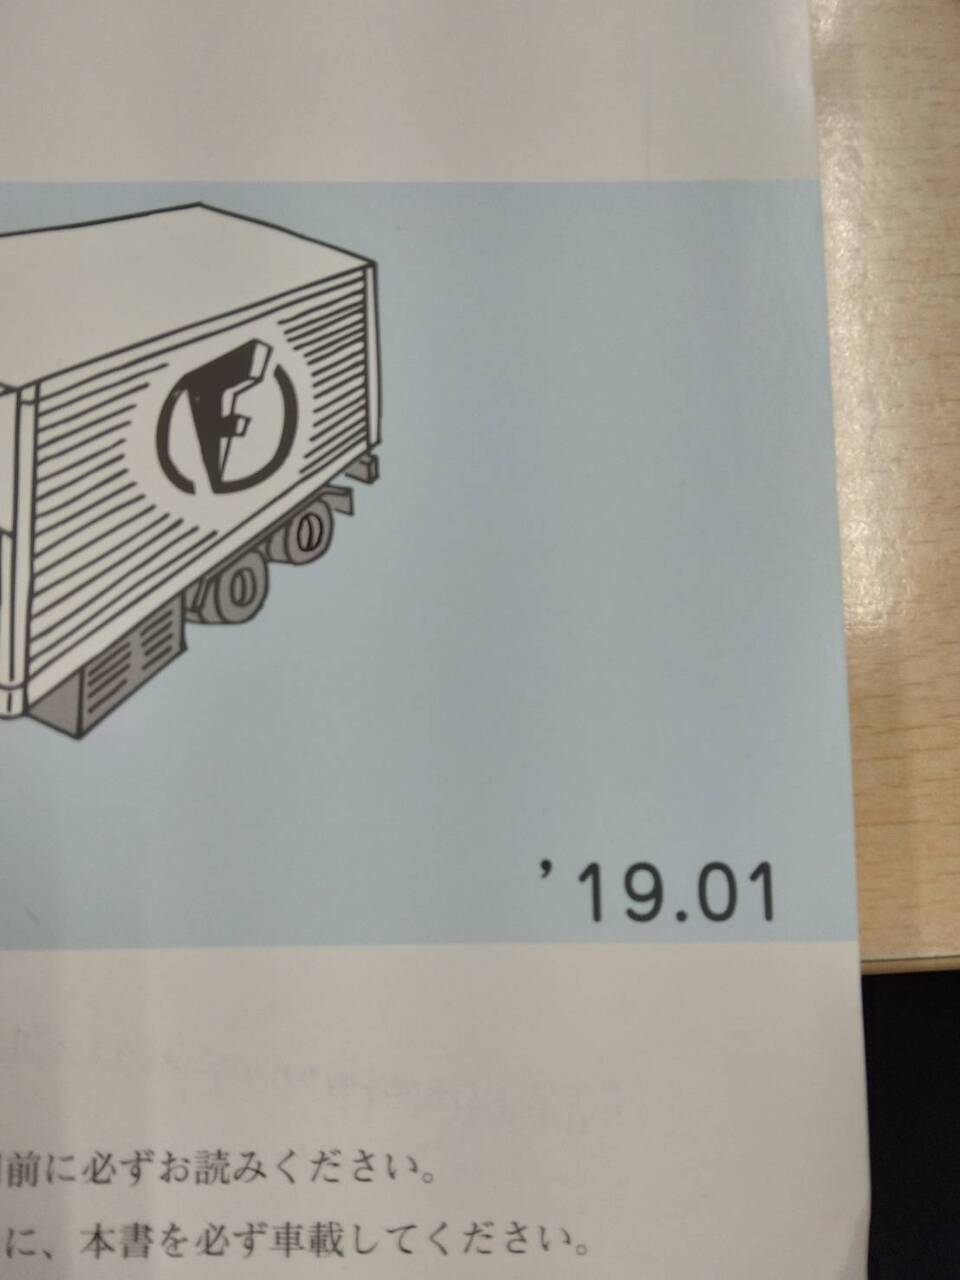 ’19.01
前に必ずお読みください。
に、本書を必ず車載してください。